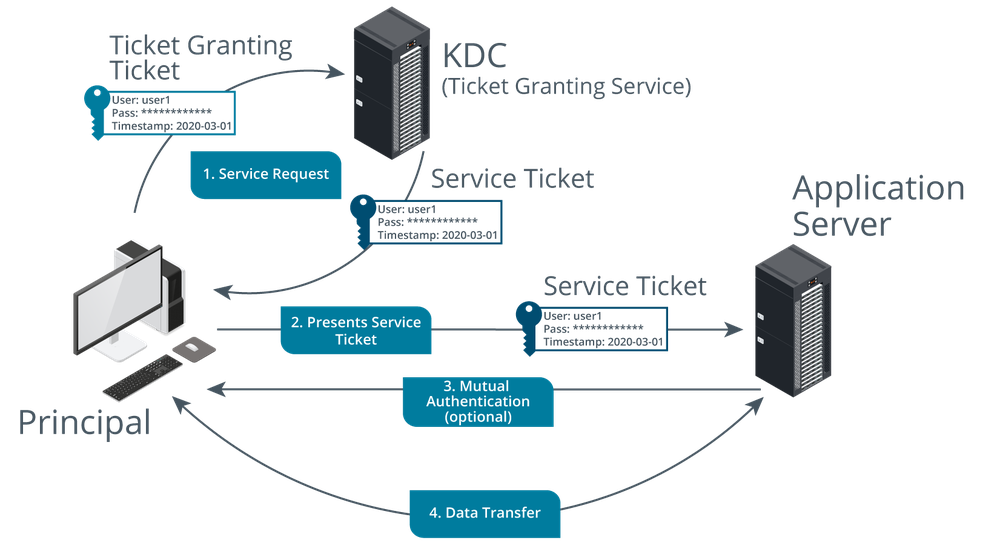 Ticket Granting
Ticket
User: user1
Pass: ************
Timestamp: 2020-03-01
KDC
(Ticket Granting Service)
1. Service Request
Service Ticket
User: user1
Pass: ************
Timestamp: 2020-03-01
Application
Server
Service Ticket
User: user1
Pass: ************
Timestamp: 2020-03-01
2. Presents Service
Ticket
3. Mutual
Authentication
(optional)
Principal
4. Data Transfer